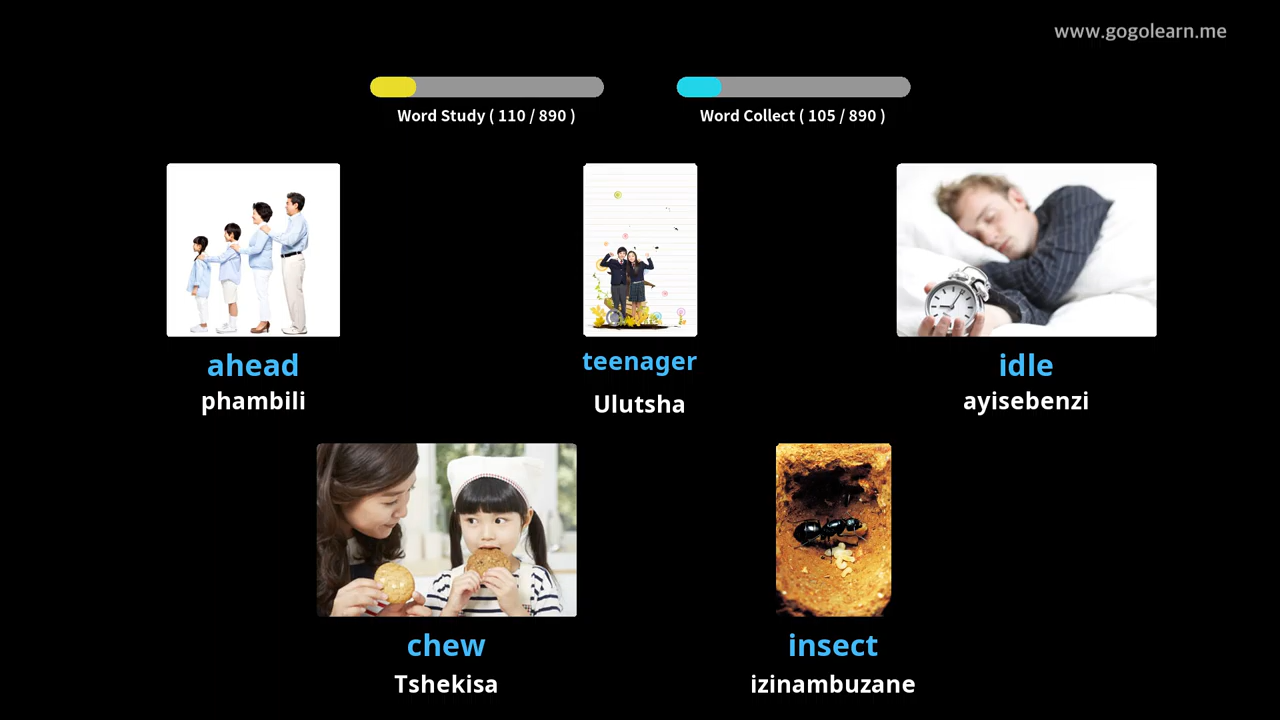 www.gogolearn.me
Word Study ( 110 / 890 )
Word Collect ( 105 / 890 )
ahead
phambili
teenager
Ulutsha
idle
ayisebenzi
chew
Tshekisa
insect
izinambuzane